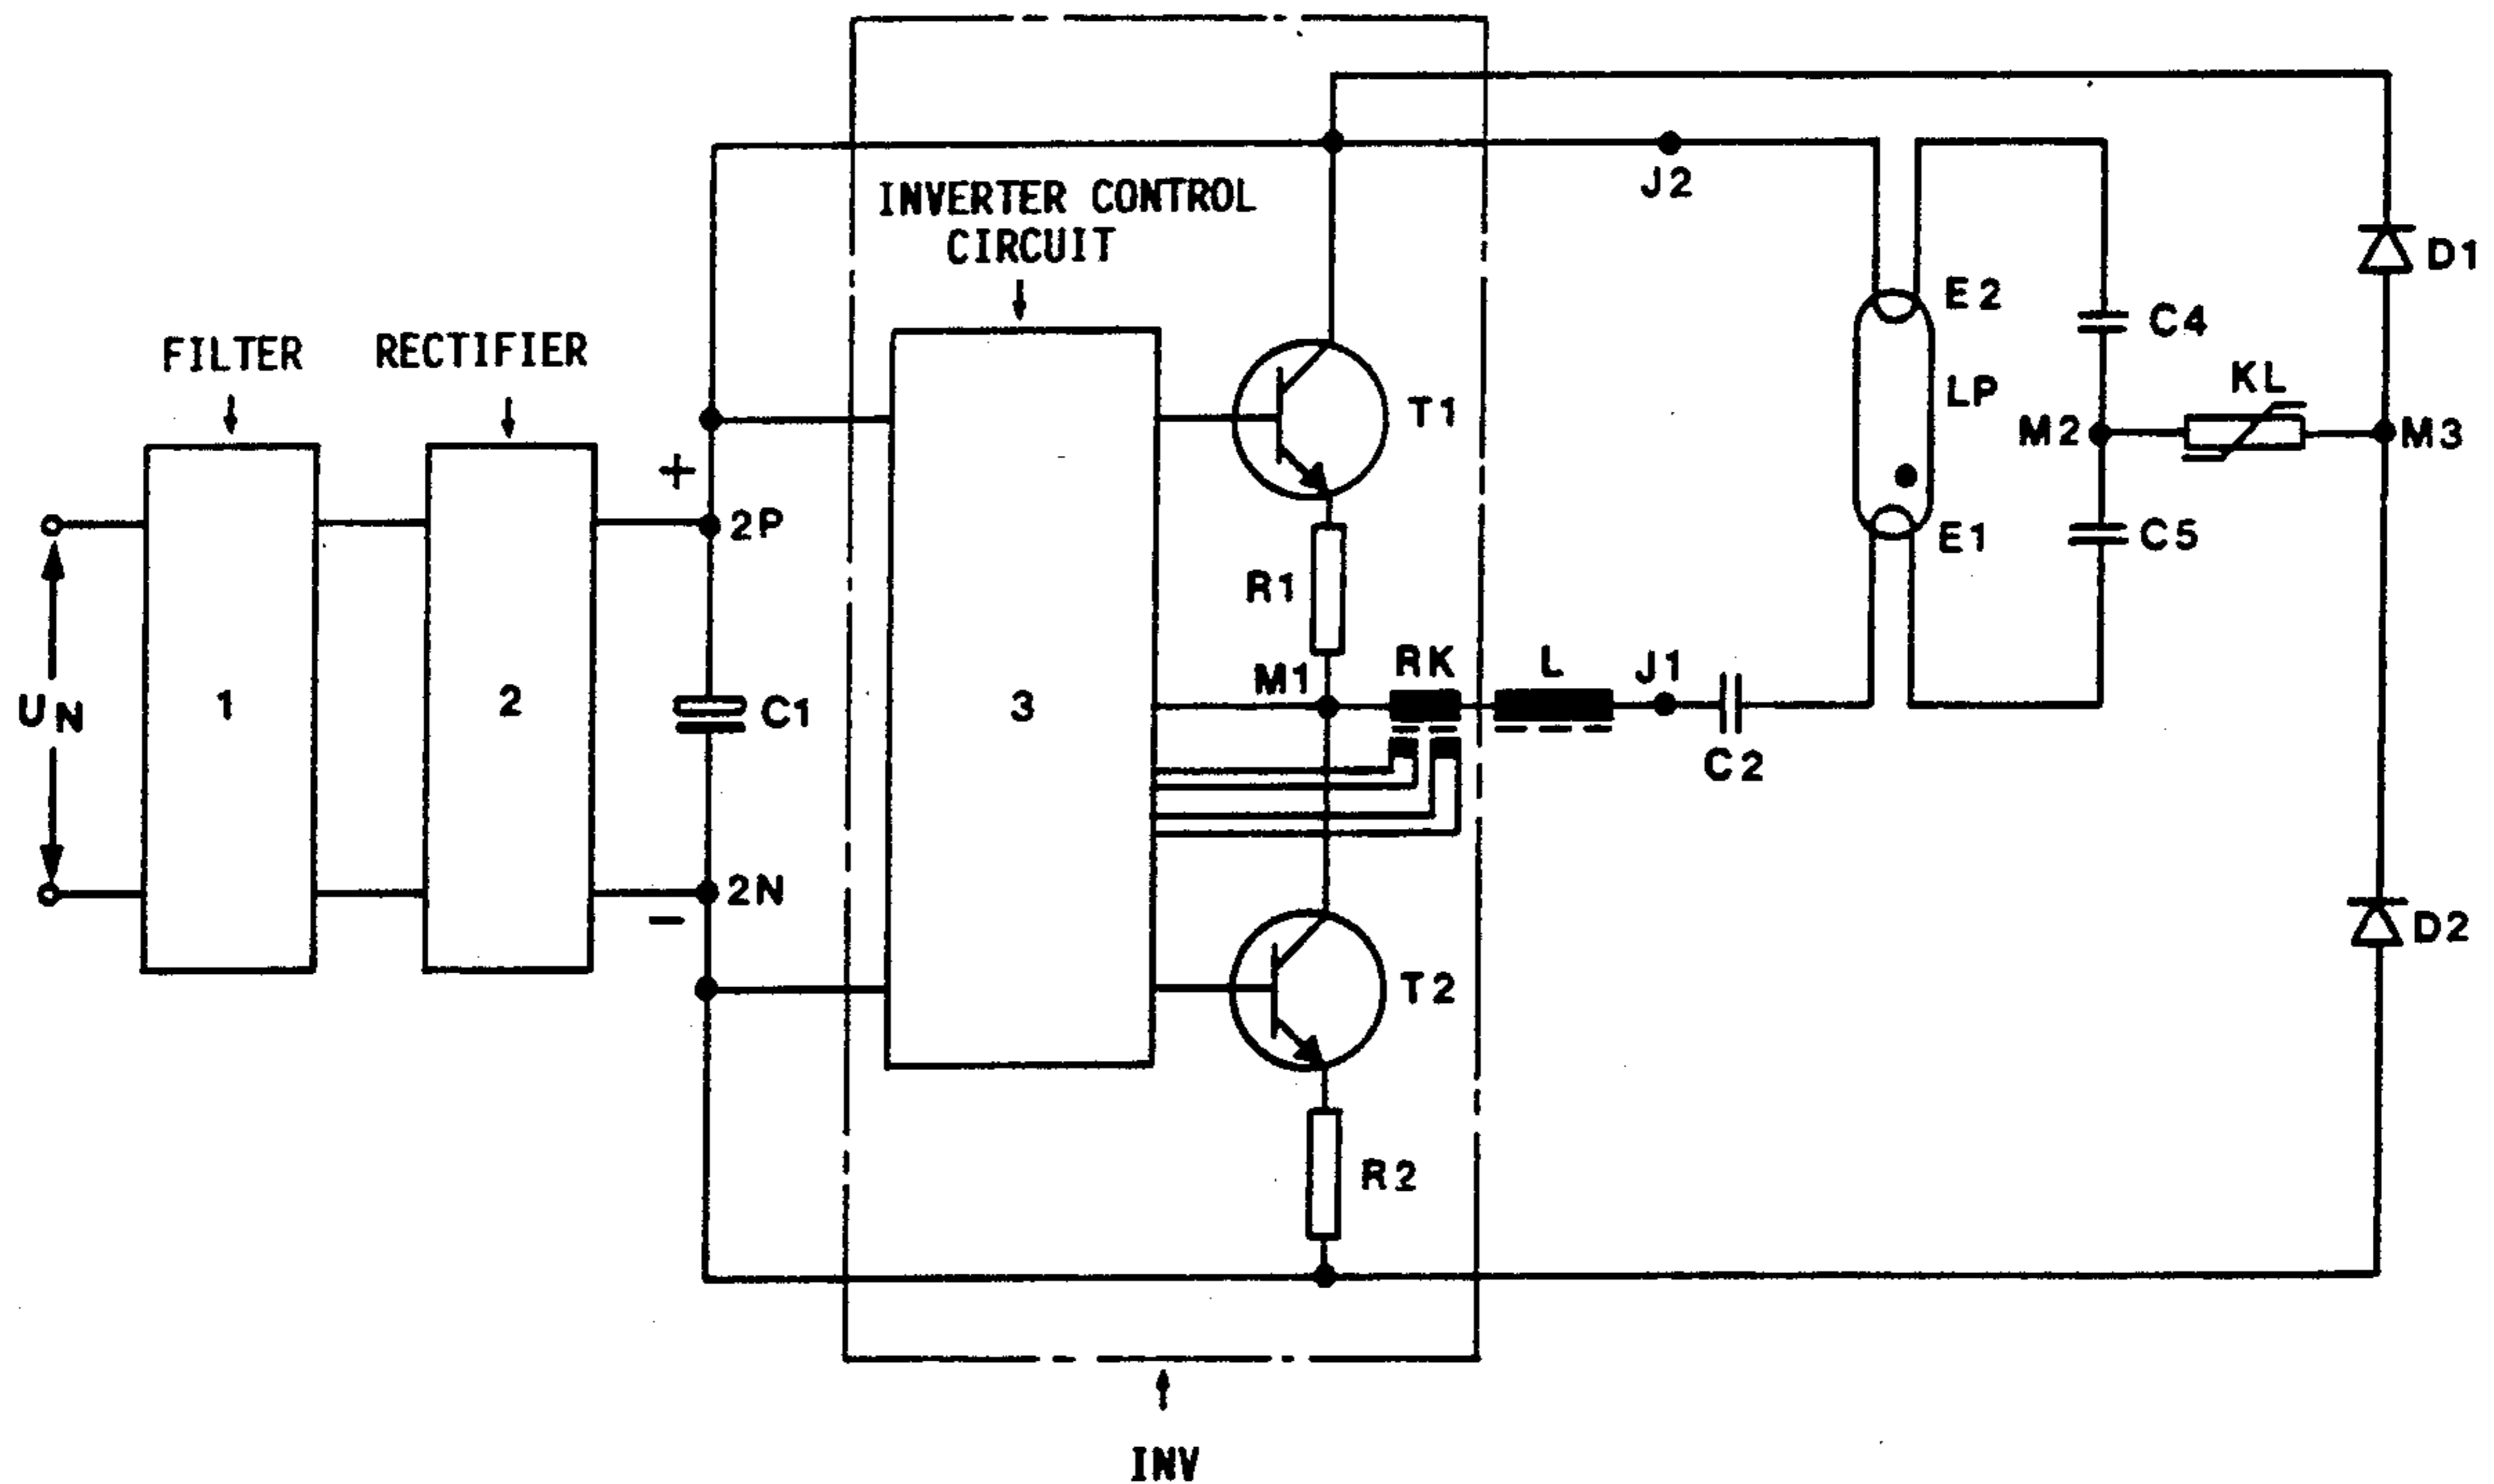 INVERTER CONTROL
CIRCUIT
J2
D1
E2
C4
FILTER
RECTIFIER
LP
KL
T1
M2
M3
+
2P
E1
C5
R1
UN
1
2
C1
3
M1
RK
L
J1
C2
2N
−
D2
T2
R2
INV